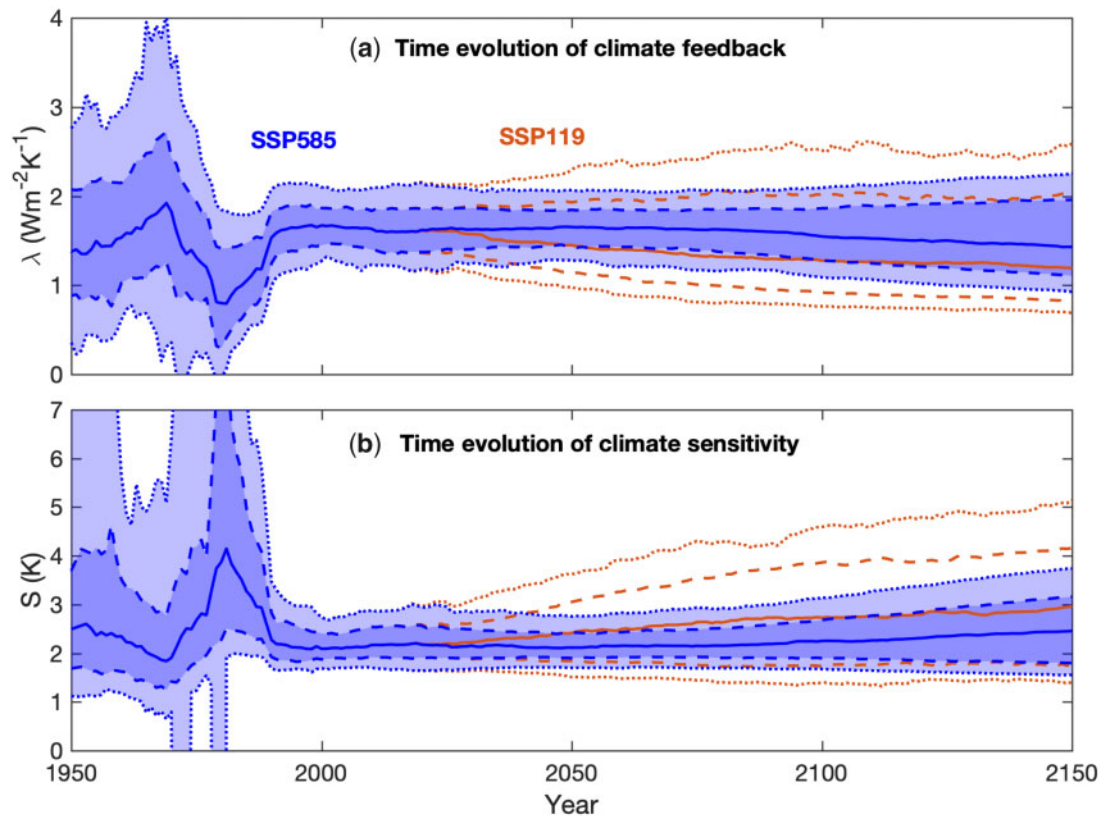 (a) Time evolution of climate feedback
SSP585
SSP119
4
3
2
1
0
λ (Wm⁻²K⁻¹)
(b) Time evolution of climate sensitivity
7
6
5
4
3
2
1
0
S (K)
1950 2000 2050 2100 2150
Year